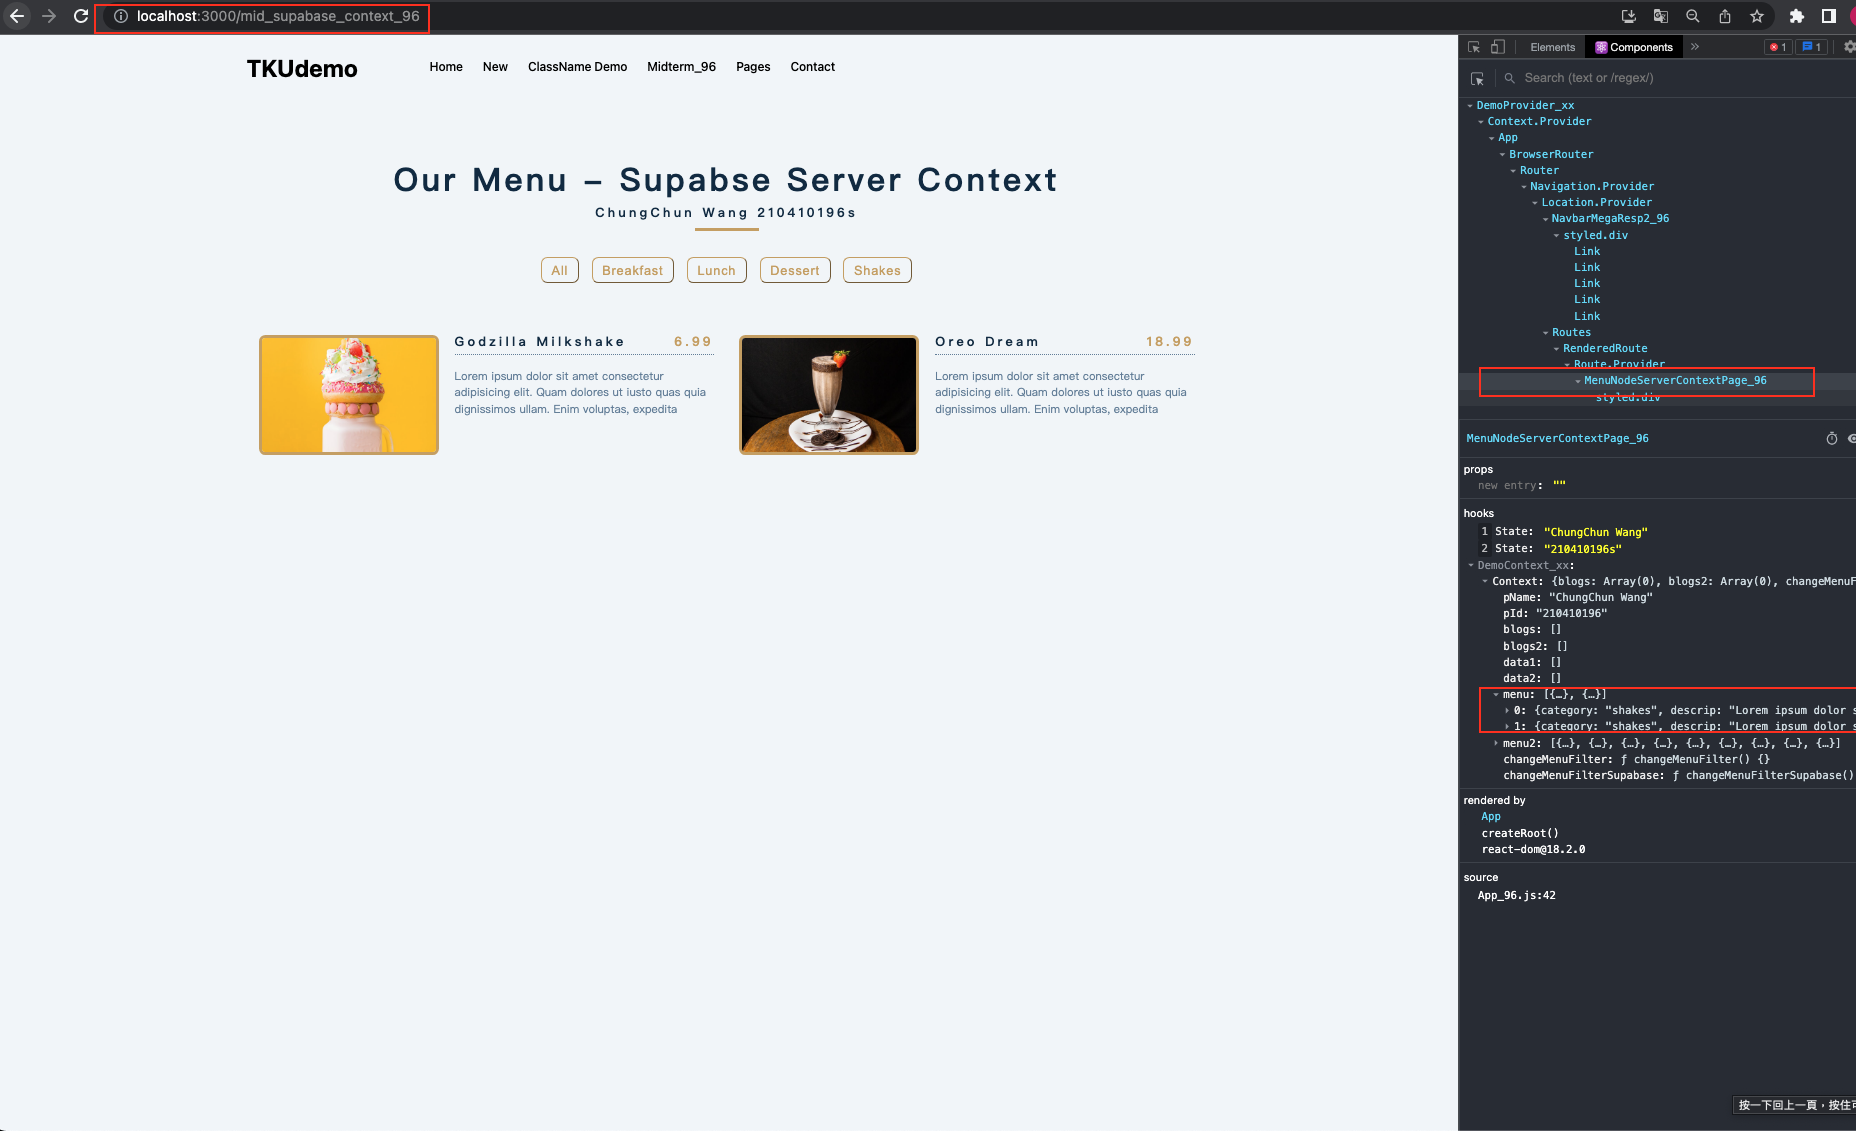 localhost:3000/mid_supabase_context_96
TKUdemo
Home New ClassName Demo Midterm_96 Pages Contact
Our Menu – Supabse Server Context
ChungChun Wang 210410196s
All Breakfast Lunch Dessert Shakes
Godzilla Milkshake 6.99
Lorem ipsum dolor sit amet consectetur
adipisicing elit. Quam dolores ut iusto quas quia
dignissimos ullam. Enim voluptas, expedita
Oreo Dream 18.99
Lorem ipsum dolor sit amet consectetur
adipisicing elit. Quam dolores ut iusto quas quia
dignissimos ullam. Enim voluptas, expedita
Elements Components » 1 1
Search (text or /regex/)
DemoProvider_xx
Context.Provider
App
BrowserRouter
Router
Navigation.Provider
Location.Provider
NavbarMegaResp2_96
styled.div
Link
Link
Link
Link
Link
Routes
RenderedRoute
Route.Provider
MenuNodeServerContextPage_96
styled.div
MenuNodeServerContextPage_96
props
new entry: ""
hooks
1 State: "ChungChun Wang"
2 State: "210410196s"
DemoContext_xx:
Context: {blogs: Array(0), blogs2: Array(0), changeMenuF
pName: "ChungChun Wang"
pId: "210410196"
blogs: []
blogs2: []
data1: []
data2: []
menu: [{…}, {…}]
0: {category: "shakes", descrip: "Lorem ipsum dolor s
1: {category: "shakes", descrip: "Lorem ipsum dolor s
menu2: [{…}, {…}, {…}, {…}, {…}, {…}, {…}, {…}, {…}]
changeMenuFilter: ƒ changeMenuFilter() {}
changeMenuFilterSupabase: ƒ changeMenuFilterSupabase()
rendered by
App
createRoot()
react-dom@18.2.0
source
App_96.js:42
按一下回上一頁，按住可